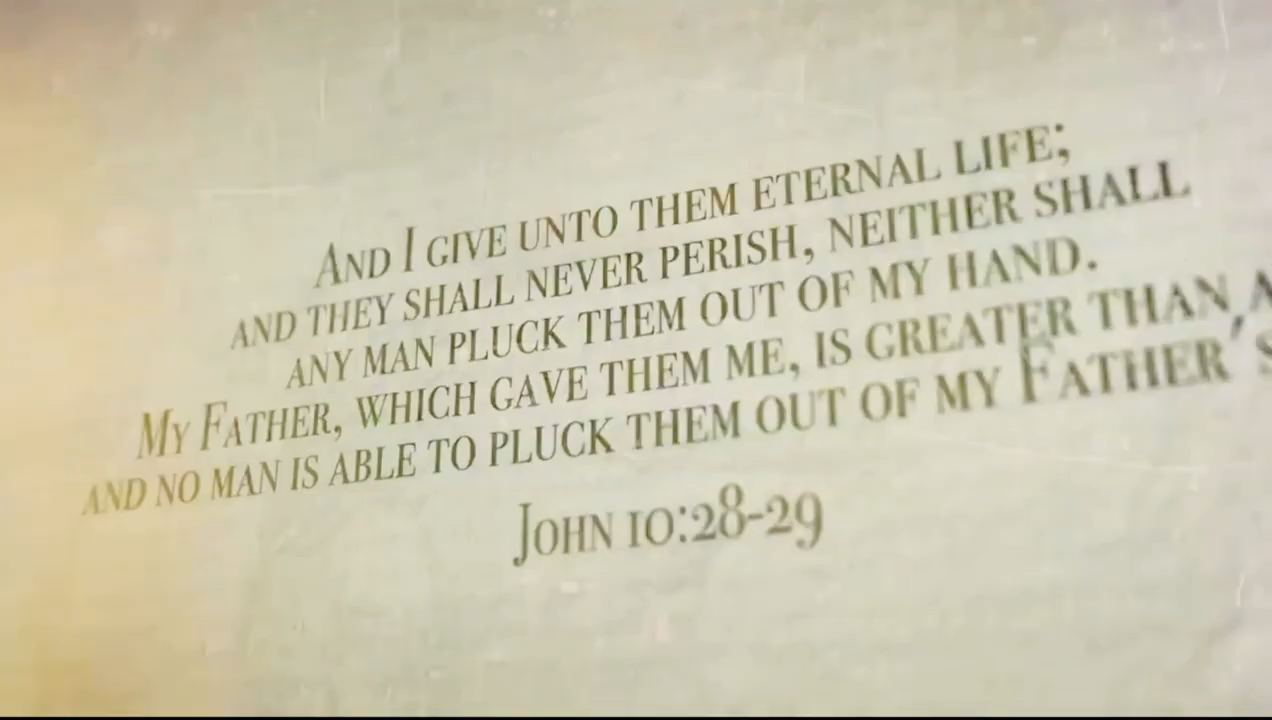 And I give unto them eternal life;
and they shall never perish, neither shall
any man pluck them out of my hand.
My Father, which gave them me, is greater than
and no man is able to pluck them out of my Father's
John 10:28-29